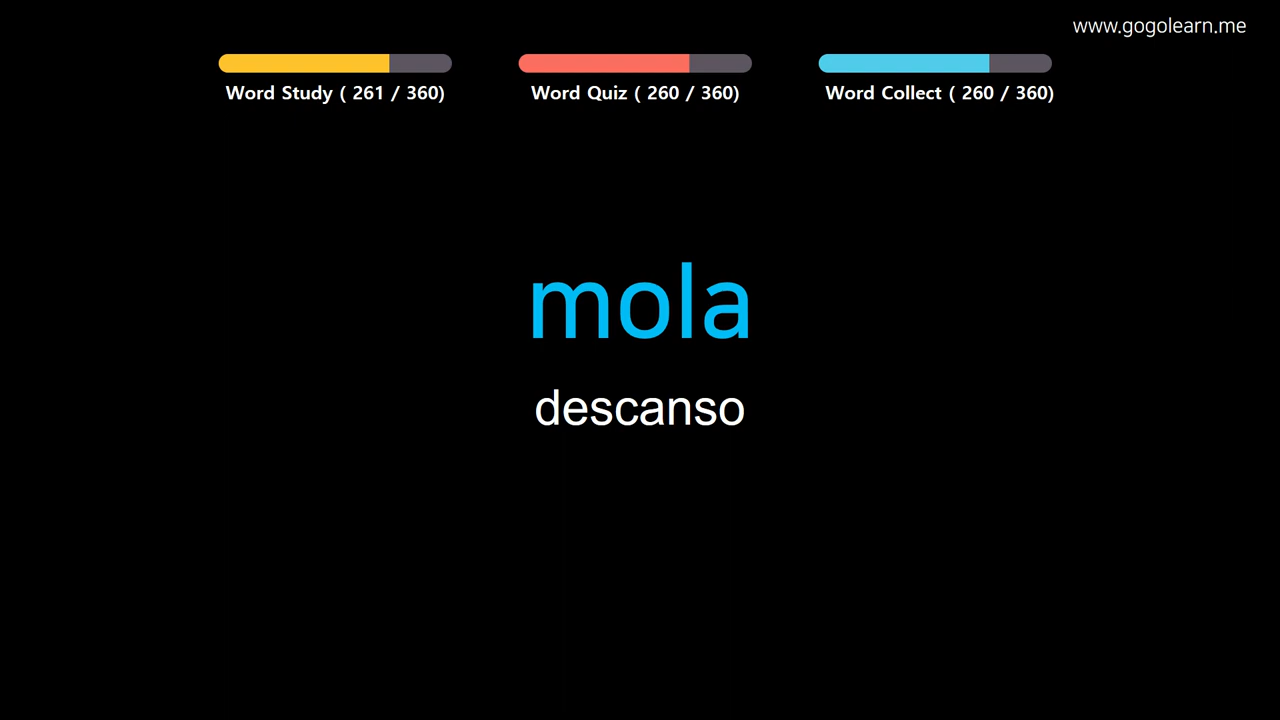 www.gogolearn.me
Word Study ( 261 / 360)
Word Quiz ( 260 / 360)
Word Collect ( 260 / 360)
mola
descanso